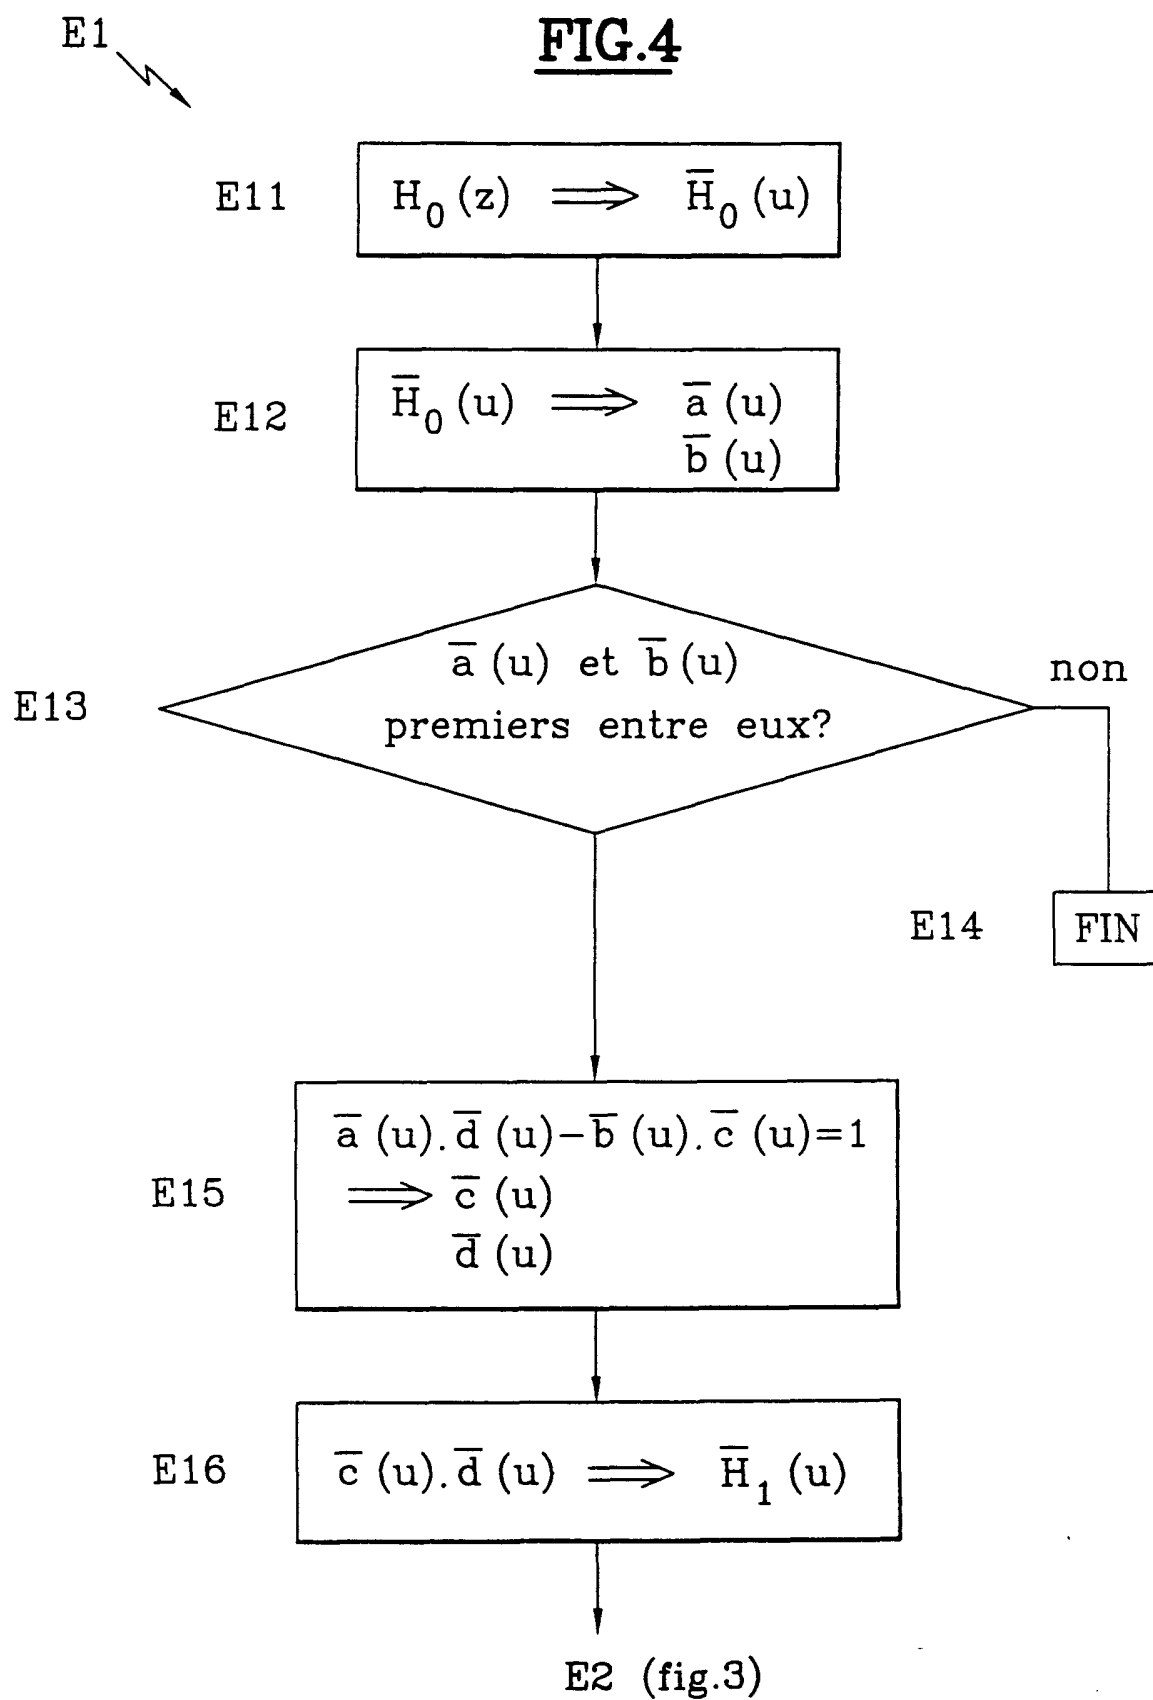 E1
FIG.4
E11
H₀(z) ⟹ H̅₀(u)
E12
H̅₀(u) ⟹ a̅(u)
b̅(u)
E13
a̅(u) et b̅(u)
premiers entre eux?
non
E14
FIN
E15
a̅(u).d̅(u)−b̅(u).c̅(u)=1
⟹ c̅(u)
d̅(u)
E16
c̅(u).d̅(u) ⟹ H̅₁(u)
E2 (fig.3)